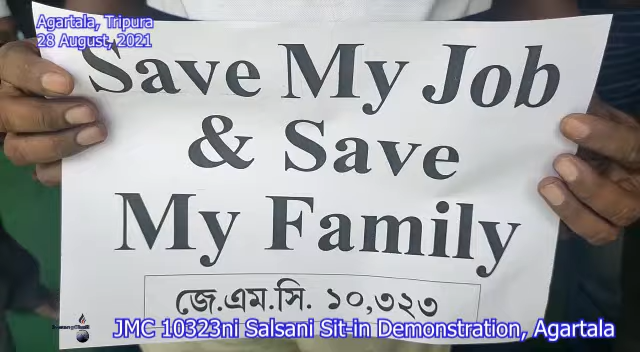 Agartala, Tripura
28 August, 2021
Save My Job
& Save
My Family
জে.এম.সি. ১০,৩২৩
JMC 10323ni Salsani Sit-in Demonstration, Agartala